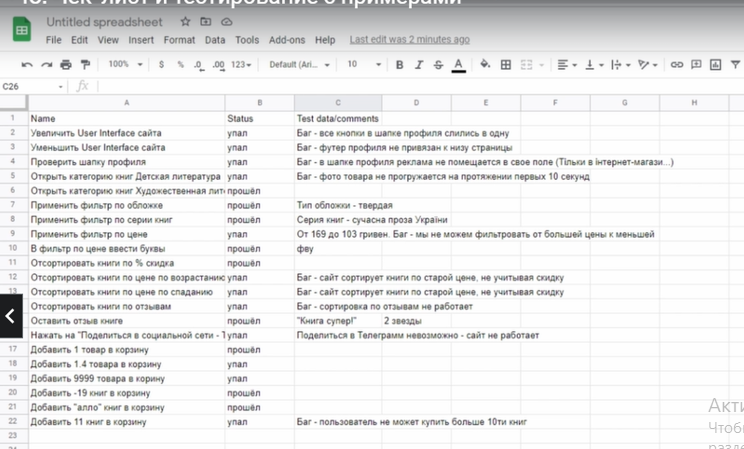 Чек-лист и тестирование с примерами
Untitled spreadsheet
File Edit View Insert Format Data Tools Add-ons Help Last edit was 2 minutes ago
100% $ % .0 .00 123 Default (Ari... 10 B I S A
C26 fx
A B C D E F G H
1 Name Status Test data/comments
2 Увеличить User Interface сайта упал Баг - все кнопки в шапке профиля слились в одну
3 Уменьшить User Interface сайта упал Баг - футер профиля не привязан к низу страницы
4 Проверить шапку профиля упал Баг - в шапке профиля реклама не помещается в свое поле (Тільки в інтернет-магази...)
5 Открыть категорию книг Детская литература упал Баг - фото товара не прогружается на протяжении первых 10 секунд
6 Открыть категорию книг Художественная лит прошёл
7 Применить фильтр по обложке прошёл Тип обложки - твердая
8 Применить фильтр по серии книг прошёл Серия книг - сучасна проза України
9 Применить фильтр по цене упал От 169 до 103 гривен. Баг - мы не можем фильтровать от большей цены к меньшей
10 В фильтр по цене ввести буквы прошёл фву
11 Отсортировать книги по % скидка прошёл
12 Отсортировать книги по цене по возрастанию упал Баг - сайт сортирует книги по старой цене, не учитывая скидку
13 Отсортировать книги по цене по спаданию упал Баг - сайт сортирует книги по старой цене, не учитывая скидку
Отсортировать книги по отзывам упал Баг - сортировка по отзывам не работает
Оставить отзыв книге прошёл "Книга супер!" 2 звезды
Нажать на "Поделиться в социальной сети - Т упал Поделиться в Телеграмм невозможно - сайт не работает
17 Добавить 1 товар в корзину прошёл
18 Добавить 1.4 товара в корзину упал
19 Добавить 9999 товара в корину упал
20 Добавить -19 книг в корзину прошёл
21 Добавить "алло" книг в корзину прошёл
22 Добавить 11 книг в корзину упал Баг - пользователь не может купить больше 10ти книг
23